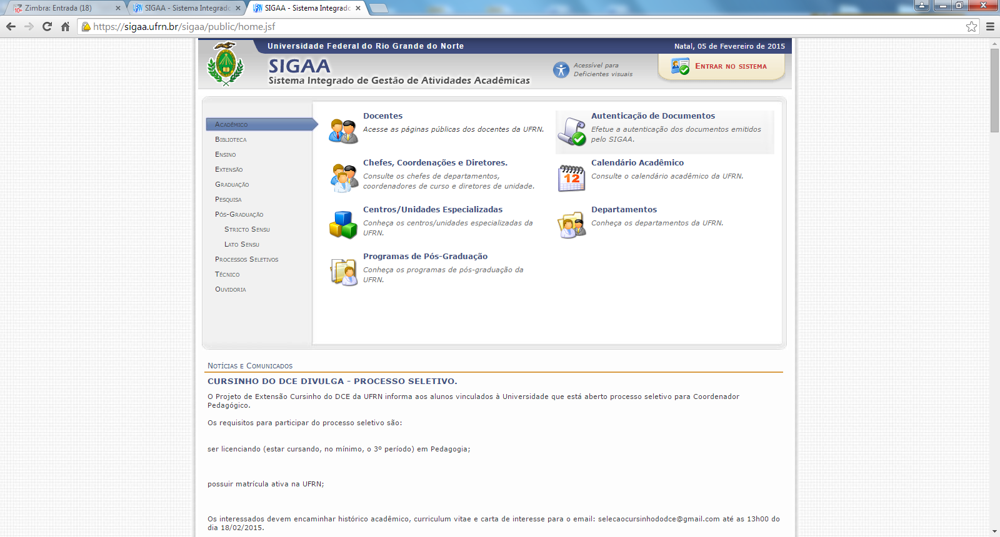 Zimbra: Entrada (18)
SIGAA - Sistema Integrado
SIGAA - Sistema Integrado
https://sigaa.ufrn.br/sigaa/public/home.jsf
Universidade Federal do Rio Grande do Norte
Natal, 05 de Fevereiro de 2015
SIGAA
Sistema Integrado de Gestão de Atividades Acadêmicas
Acessível para
Deficientes visuais
Entrar no sistema
Acadêmico
Biblioteca
Ensino
Extensão
Graduação
Pesquisa
Pós-Graduação
Stricto Sensu
Lato Sensu
Processos Seletivos
Técnico
Ouvidoria
Docentes
Acesse as páginas públicas dos docentes da UFRN.
Autenticação de Documentos
Efetue a autenticação dos documentos emitidos
pelo SIGAA.
Chefes, Coordenações e Diretores.
Consulte os chefes de departamentos,
coordenadores de curso e diretores de unidade.
12
Calendário Acadêmico
Consulte o calendário acadêmico da UFRN.
Centros/Unidades Especializadas
Conheça os centros/unidades especializadas da
UFRN.
Departamentos
Conheça os departamentos da UFRN.
Programas de Pós-Graduação
Conheça os programas de pós-graduação da
UFRN.
Notícias e Comunicados
CURSINHO DO DCE DIVULGA - PROCESSO SELETIVO.
O Projeto de Extensão Cursinho do DCE da UFRN informa aos alunos vinculados à Universidade que está aberto processo seletivo para Coordenador
Pedagógico.
Os requisitos para participar do processo seletivo são:
ser licenciando (estar cursando, no mínimo, o 3º período) em Pedagogia;
possuir matrícula ativa na UFRN;
Os interessados devem encaminhar histórico acadêmico, curriculum vitae e carta de interesse para o email: selecaocursinhododce@gmail.com até as 13h00 do
dia 18/02/2015.